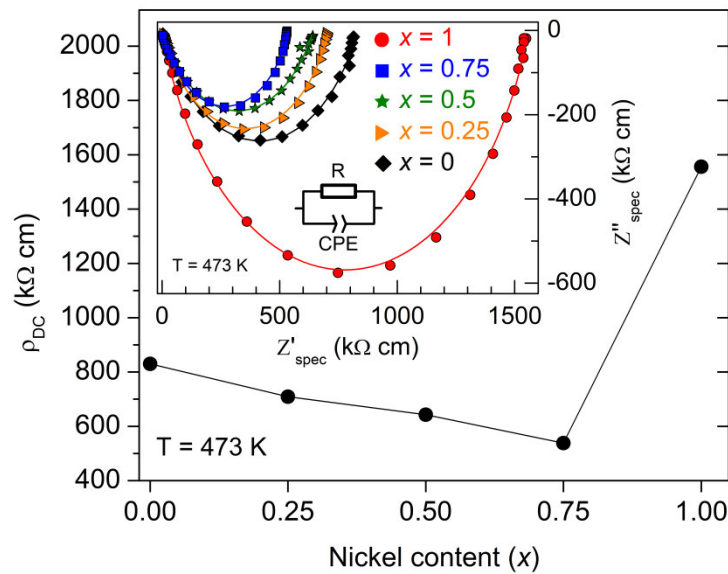 2000
1800
1600
1400
1200
1000
800
600
400
ρDC (kΩ cm)
0.00 0.25 0.50 0.75 1.00
Nickel content (x)
T = 473 K
x = 1
x = 0.75
x = 0.5
x = 0.25
x = 0
R
CPE
T = 473 K
0 500 1000 1500
Z'spec (kΩ cm)
0
-200
-400
-600
Z''spec (kΩ cm)